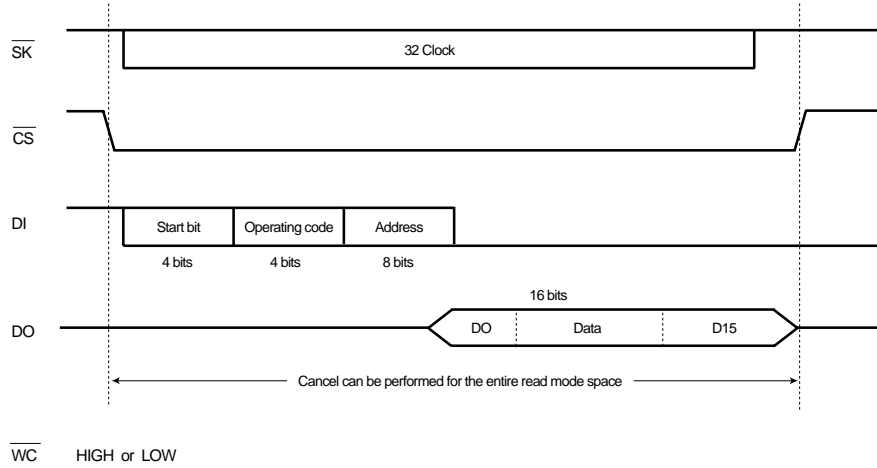 SK
32 Clock
CS
DI
Start bit
Operating code
Address
4 bits
4 bits
8 bits
16 bits
DO
DO
Data
D15
Cancel can be performed for the entire read mode space
WC HIGH or LOW